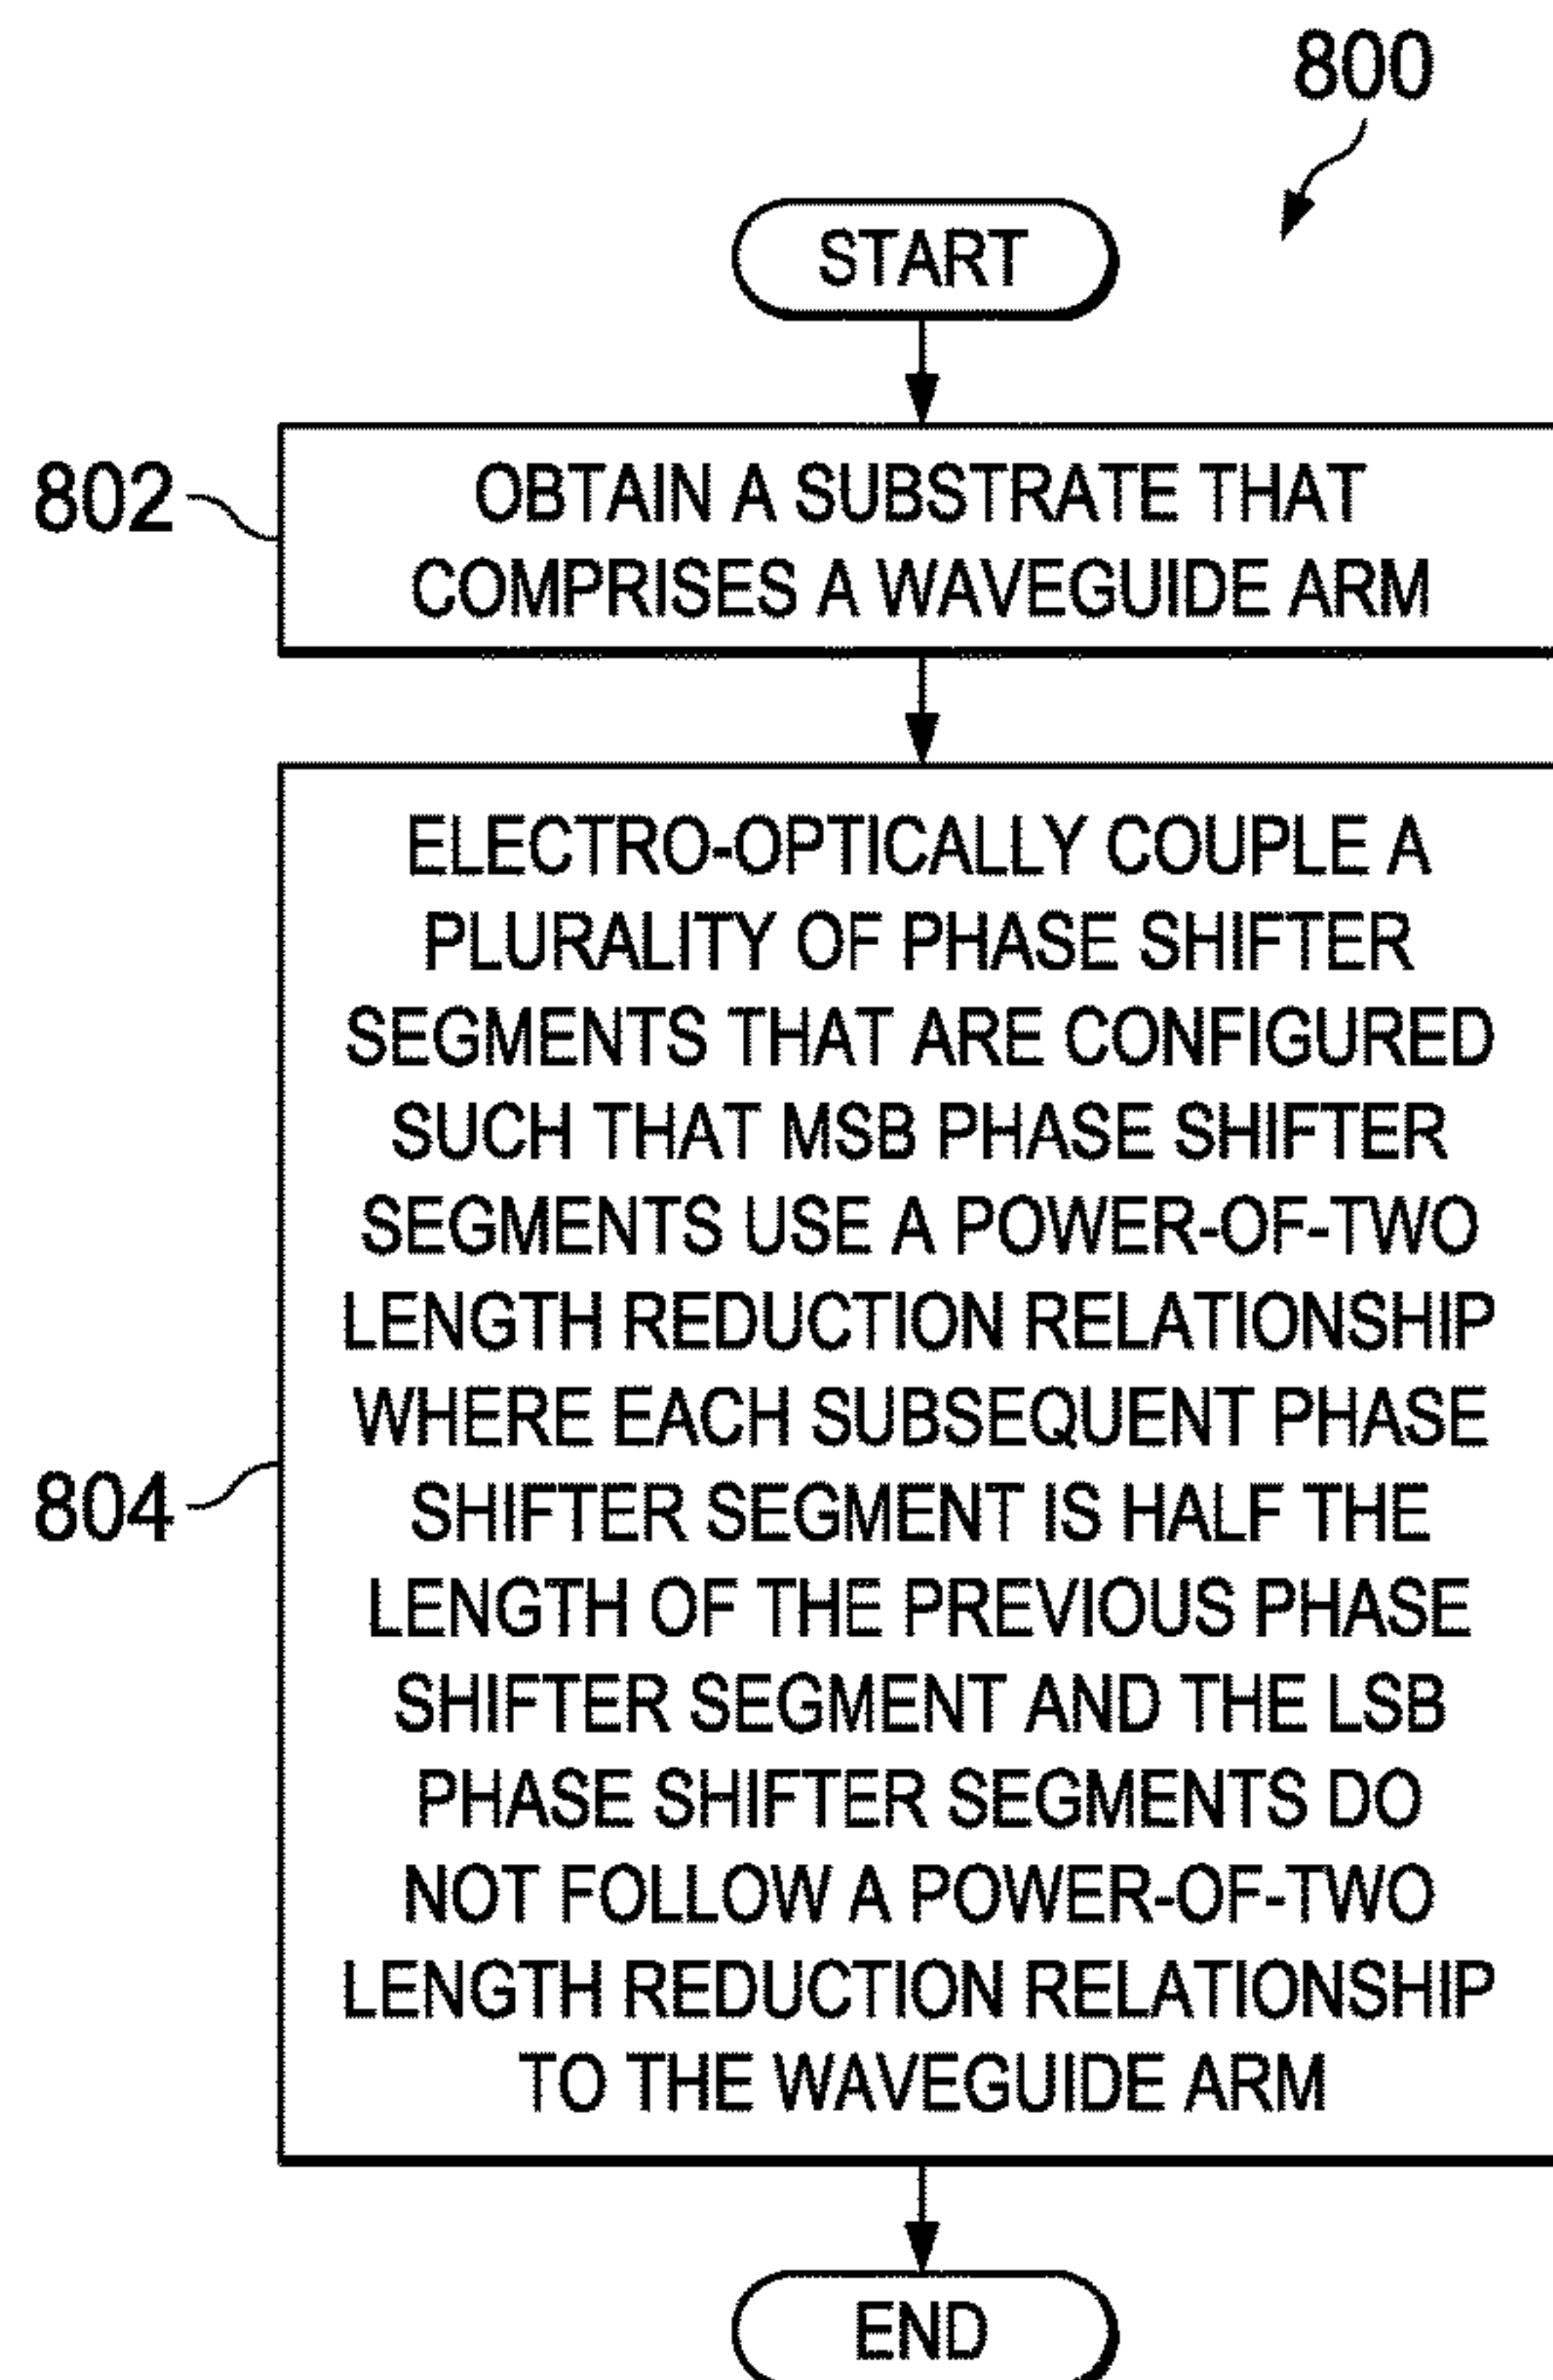 800
START
802
OBTAIN A SUBSTRATE THAT
COMPRISES A WAVEGUIDE ARM
804
ELECTRO-OPTICALLY COUPLE A
PLURALITY OF PHASE SHIFTER
SEGMENTS THAT ARE CONFIGURED
SUCH THAT MSB PHASE SHIFTER
SEGMENTS USE A POWER-OF-TWO
LENGTH REDUCTION RELATIONSHIP
WHERE EACH SUBSEQUENT PHASE
SHIFTER SEGMENT IS HALF THE
LENGTH OF THE PREVIOUS PHASE
SHIFTER SEGMENT AND THE LSB
PHASE SHIFTER SEGMENTS DO
NOT FOLLOW A POWER-OF-TWO
LENGTH REDUCTION RELATIONSHIP
TO THE WAVEGUIDE ARM
END